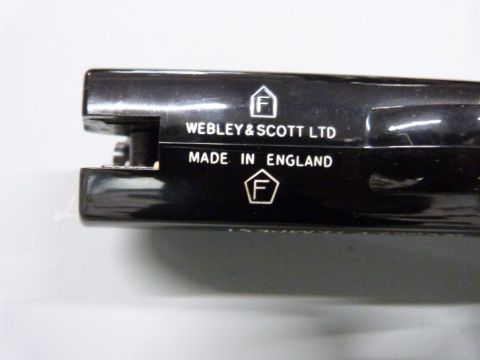 F
WEBLEY & SCOTT LTD
MADE IN ENGLAND
F